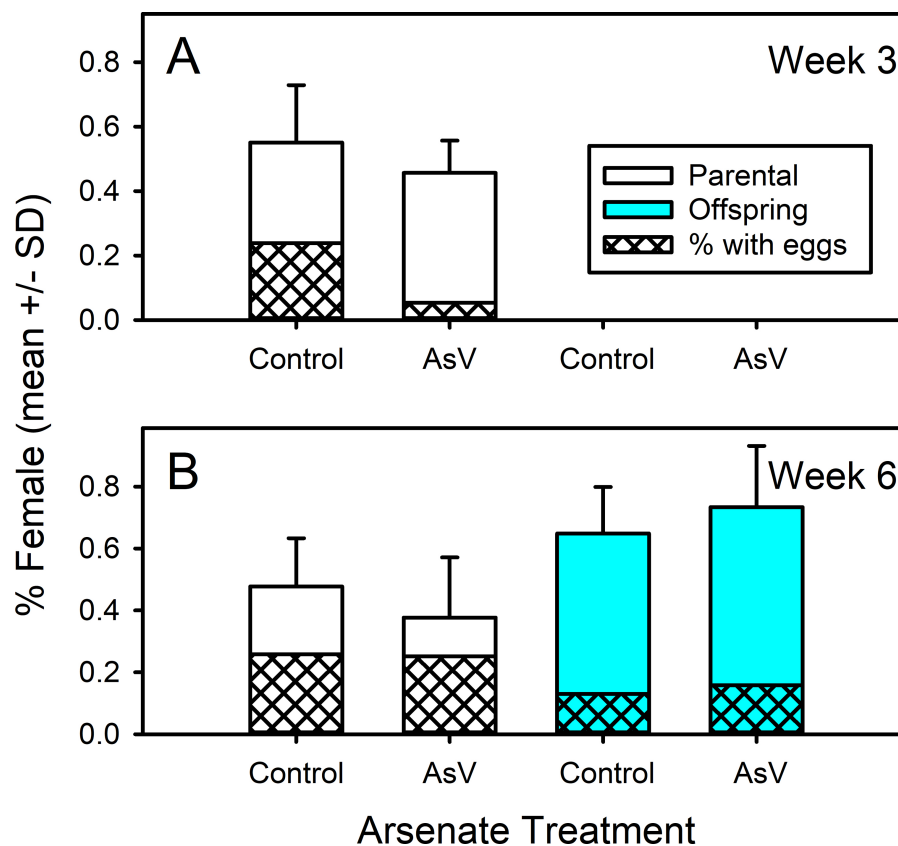 % Female (mean +/- SD)
A
Week 3
0.8
0.6
0.4
0.2
0.0
Parental
Offspring
% with eggs
Control AsV Control AsV
B
Week 6
0.8
0.6
0.4
0.2
0.0
Control AsV Control AsV
Arsenate Treatment